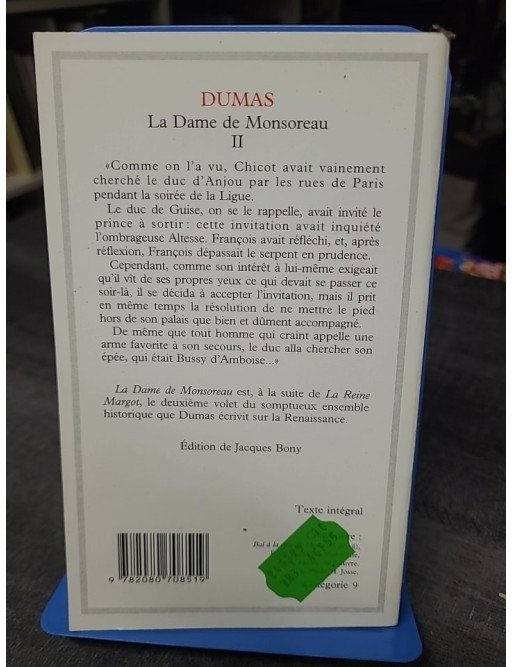 DUMAS
La Dame de Monsoreau
II
«Comme on l'a vu, Chicot avait vainement
cherché le duc d'Anjou par les rues de Paris
pendant la soirée de la Ligue.
Le duc de Guise, on se le rappelle, avait invité le
prince à sortir : cette invitation avait inquiété
l'ombrageuse Altesse. François avait réfléchi, et, après
réflexion, François dépassait le serpent en prudence.
Cependant, comme son intérêt à lui-même exigeait
qu'il vît de ses propres yeux ce qui devait se passer ce
soir-là, il se décida à accepter l'invitation, mais il prit
en même temps la résolution de ne mettre le pied
hors de son palais que bien et dûment accompagné.
De même que tout homme qui craint appelle une
arme favorite à son secours, le duc alla chercher son
épée, qui était Bussy d'Amboise...»
La Dame de Monsoreau est, à la suite de La Reine
Margot, le deuxième volet du somptueux ensemble
historique que Dumas écrivit sur la Renaissance.
Édition de Jacques Bony
Texte intégral
Bal à la
Josse.
9
9 782080 708519